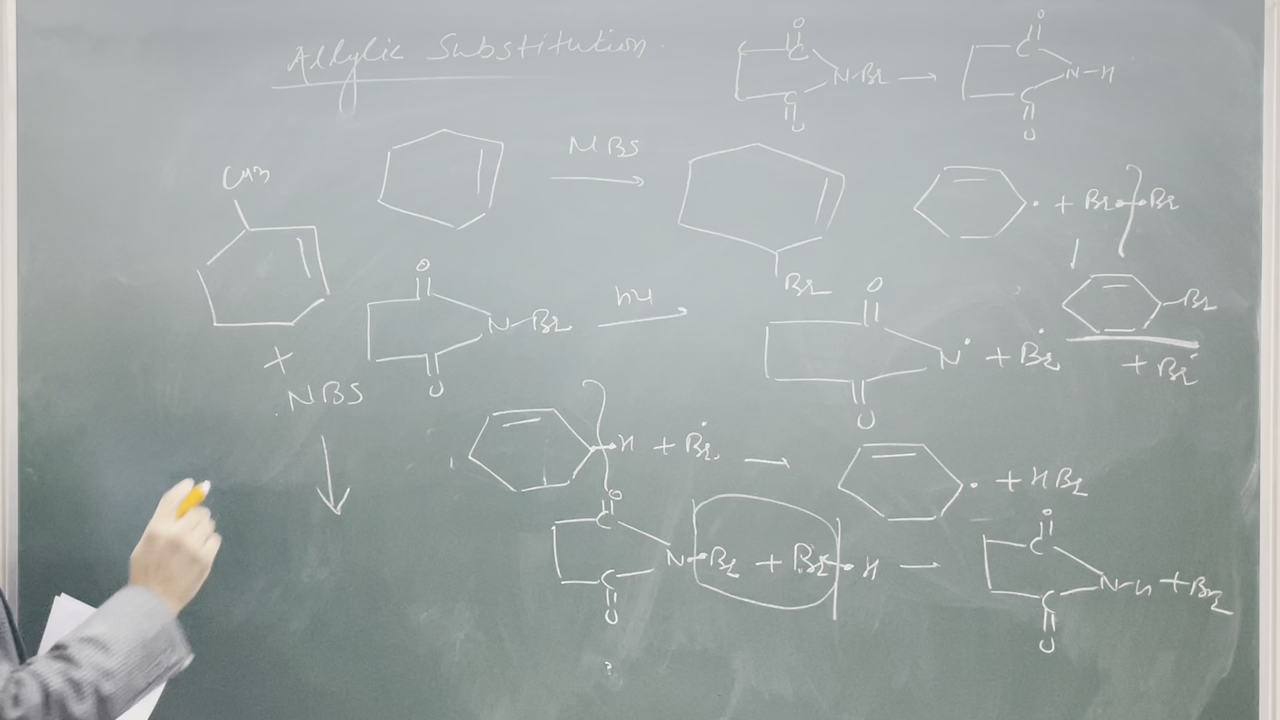 Allylic Substitution.
O
C
N-Br →
C
O
O
C
N-H
C
O
NBS
CH3
Br
• + Br Br
Br
+ Br•
O
N-Br
O
hν
O
N• + Br•
O
+
NBS
H + Br• → • + HBr
O
C
N-Br + Br-H →
C
O
O
C
N-H + Br2
C
O